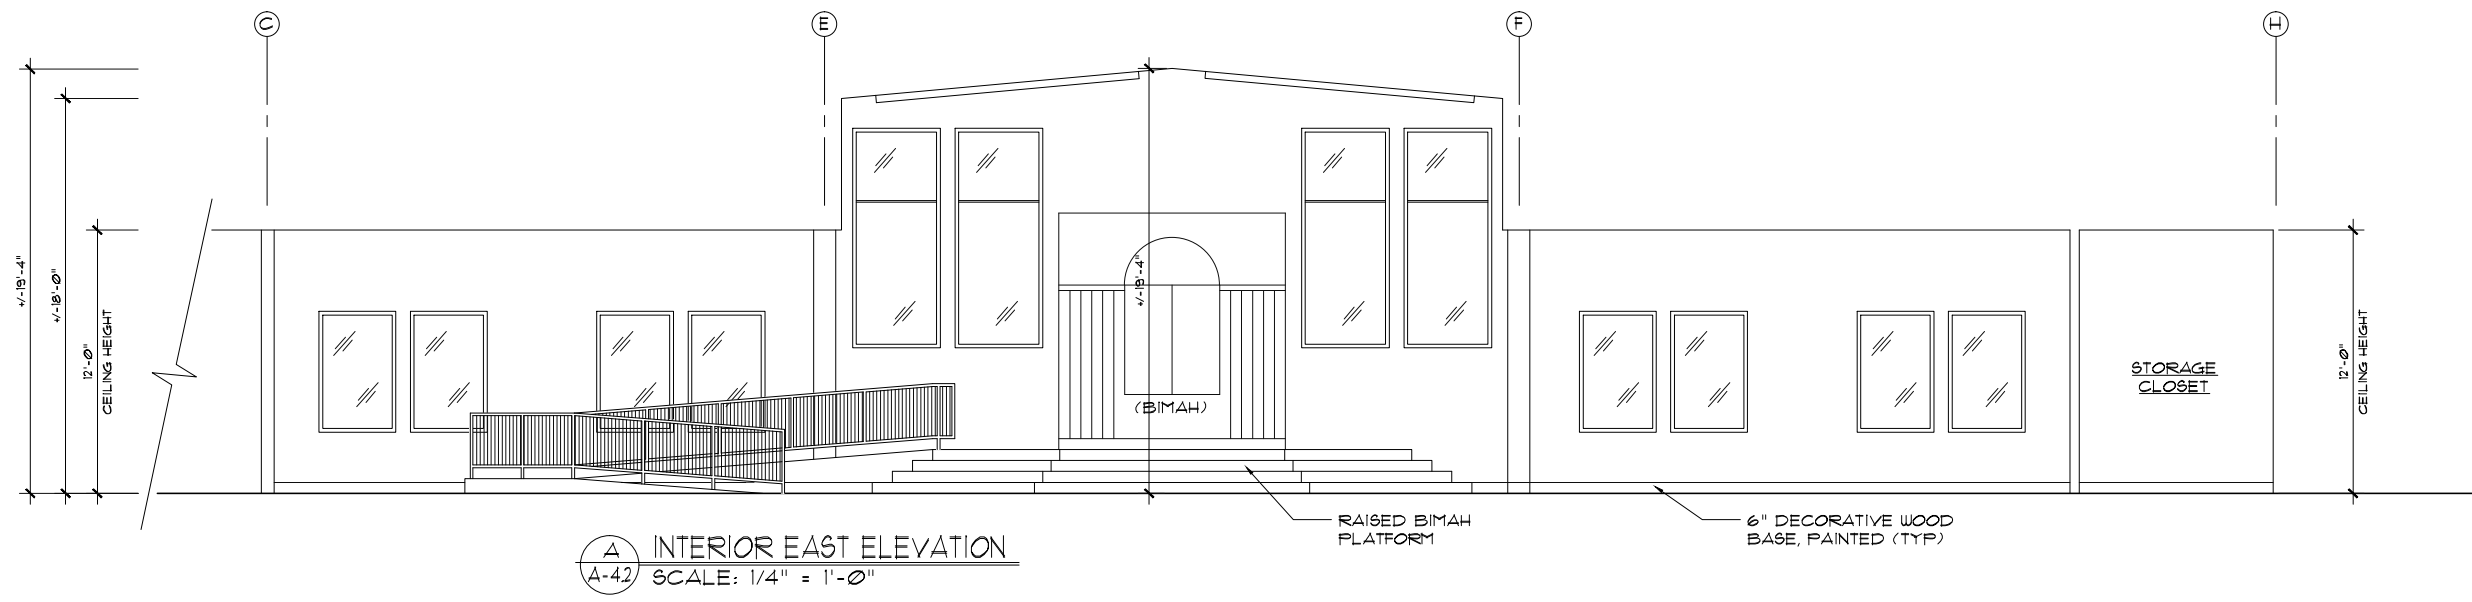 C
E
F
H
+/-19'-4"
+/-18'-0"
12'-0"
CEILING HEIGHT
+/-19'-4"
(BIMAH)
STORAGE
CLOSET
12'-0"
CEILING HEIGHT
RAISED BIMAH
PLATFORM
6" DECORATIVE WOOD
BASE, PAINTED (TYP)
A
A-4.2
INTERIOR EAST ELEVATION
SCALE: 1/4" = 1'-0"